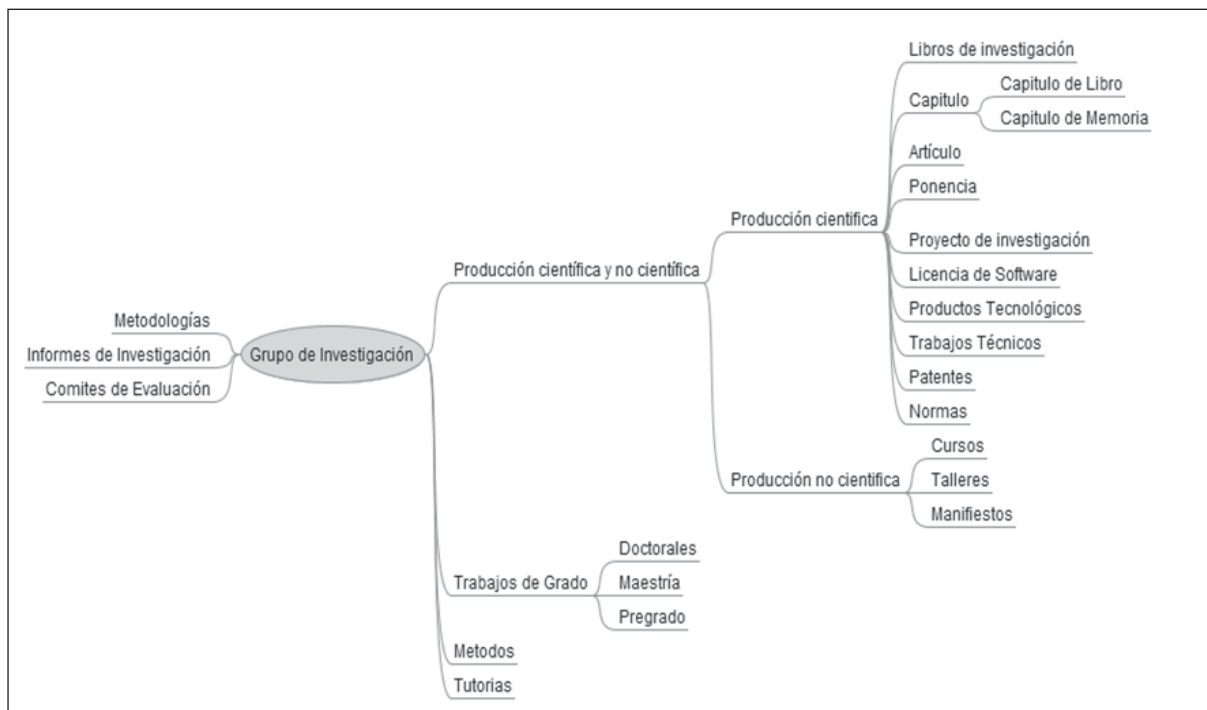 Libros de investigación
Capitulo
Capitulo de Libro
Capitulo de Memoria
Artículo
Ponencia
Producción cientifica
Proyecto de investigación
Producción científica y no científica
Licencia de Software
Productos Tecnológicos
Metodologías
Trabajos Técnicos
Informes de Investigación
Grupo de Investigación
Patentes
Comites de Evaluación
Normas
Cursos
Producción no cientifica
Talleres
Manifiestos
Doctorales
Trabajos de Grado
Maestría
Pregrado
Metodos
Tutorias